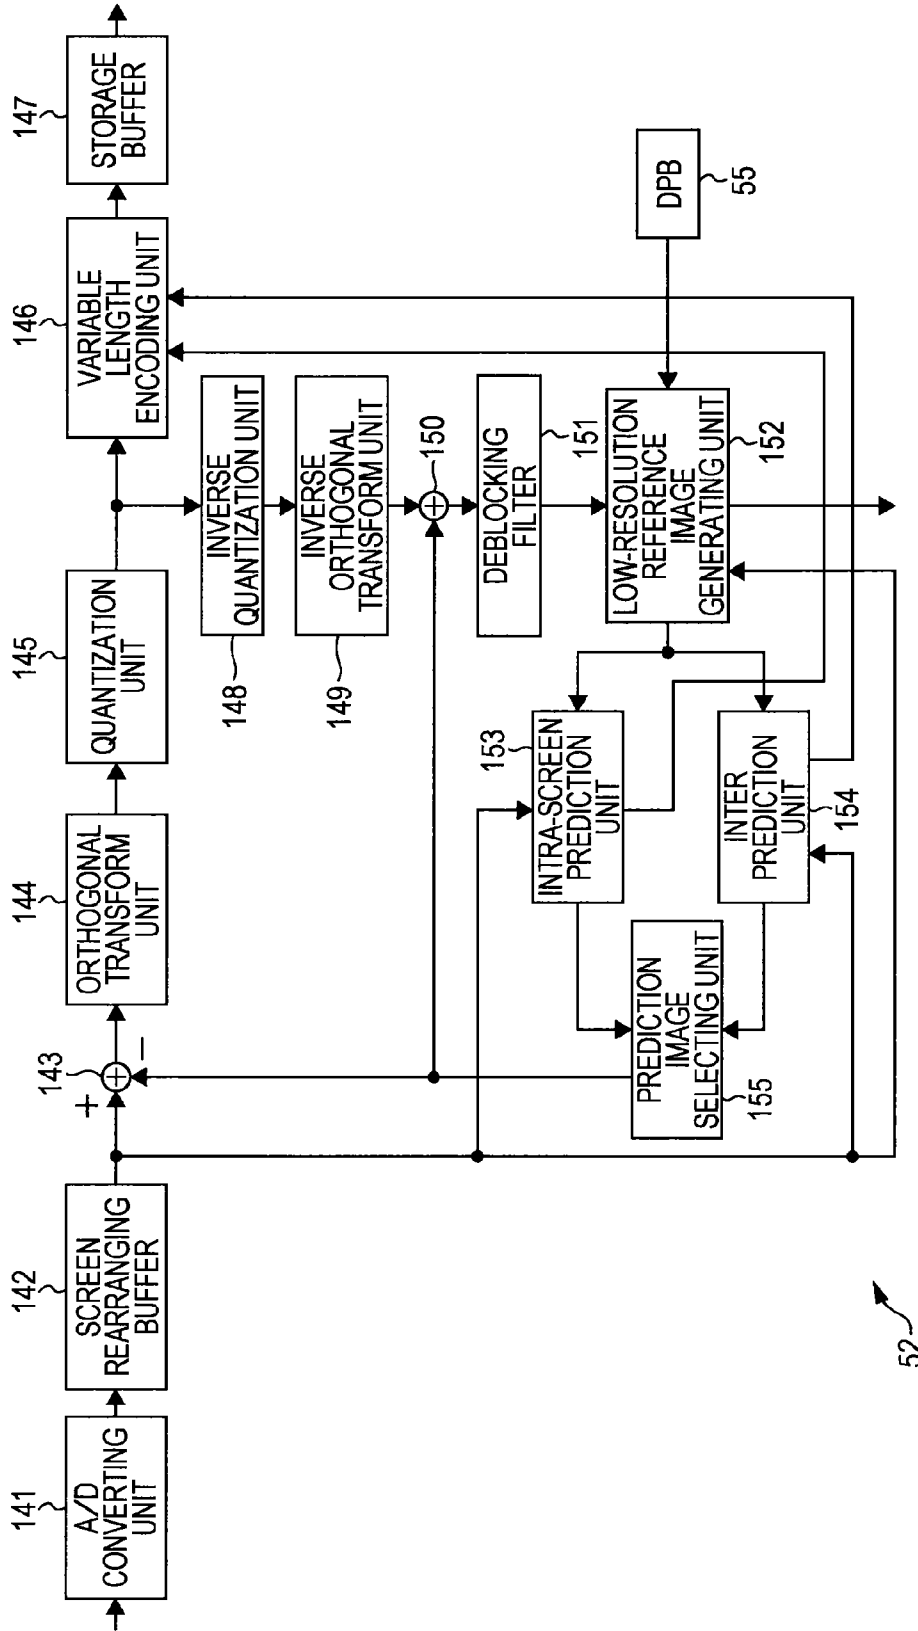 141
A/D
CONVERTING
UNIT
142
SCREEN
REARRANGING
BUFFER
143
+
−
144
ORTHOGONAL
TRANSFORM
UNIT
145
QUANTIZATION
UNIT
146
VARIABLE
LENGTH
ENCODING UNIT
147
STORAGE
BUFFER
148
INVERSE
QUANTIZATION UNIT
149
INVERSE
ORTHOGONAL
TRANSFORM UNIT
150
DEBLOCKING
FILTER
151
LOW-RESOLUTION
REFERENCE
IMAGE
GENERATING UNIT
152
DPB
55
153
INTRA-SCREEN
PREDICTION
UNIT
INTER
PREDICTION
UNIT
154
PREDICTION
IMAGE
SELECTING UNIT
155
52